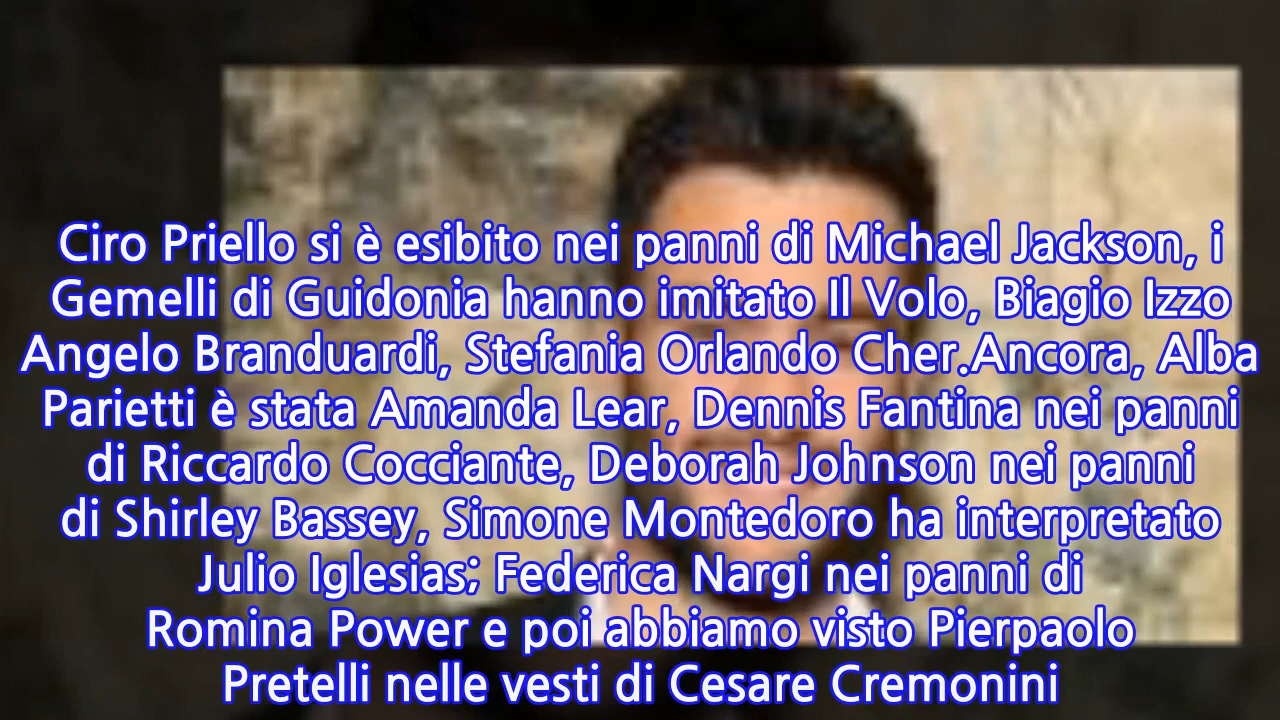 Ciro Priello si è esibito nei panni di Michael Jackson, i
Gemelli di Guidonia hanno imitato Il Volo, Biagio Izzo
Angelo Branduardi, Stefania Orlando Cher.Ancora, Alba
Parietti è stata Amanda Lear, Dennis Fantina nei panni
di Riccardo Cocciante, Deborah Johnson nei panni
di Shirley Bassey, Simone Montedoro ha interpretato
Julio Iglesias; Federica Nargi nei panni di
Romina Power e poi abbiamo visto Pierpaolo
Pretelli nelle vesti di Cesare Cremonini